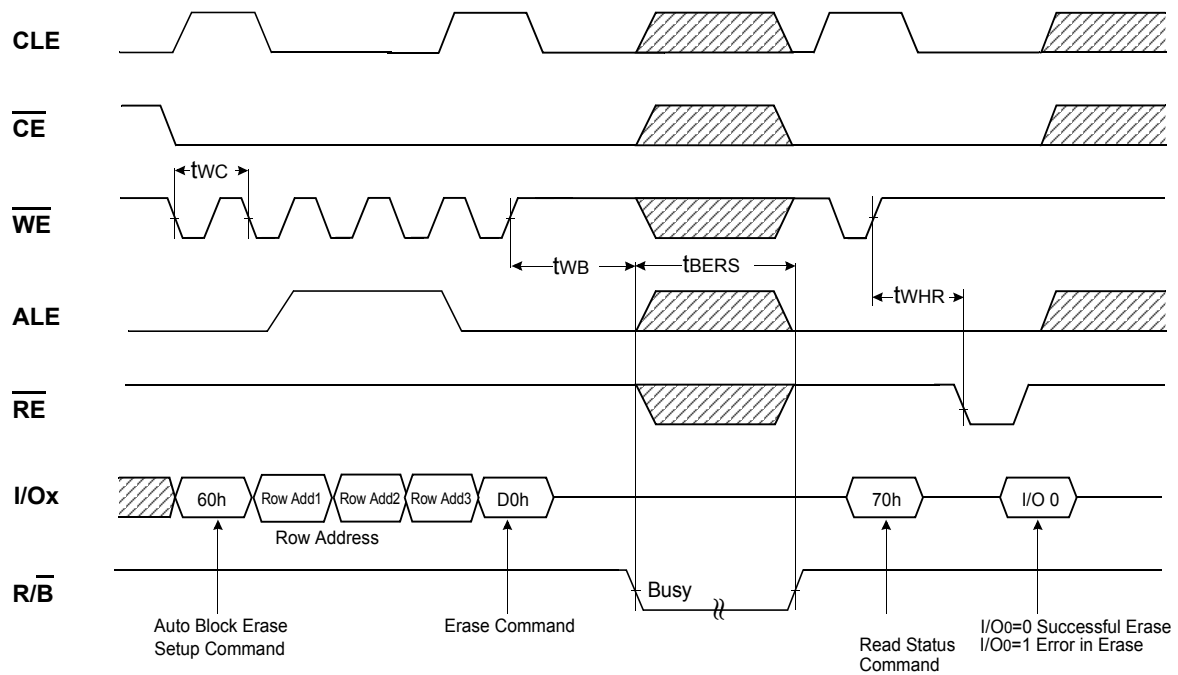 CLE
CE
tWC
WE
tWB
tBERS
tWHR
ALE
RE
I/Ox
60h
Row Add1
Row Add2
Row Add3
D0h
70h
I/O 0
Row Address
R/B
Busy
Auto Block Erase
Setup Command
Erase Command
Read Status
Command
I/O0=0 Successful Erase
I/O0=1 Error in Erase